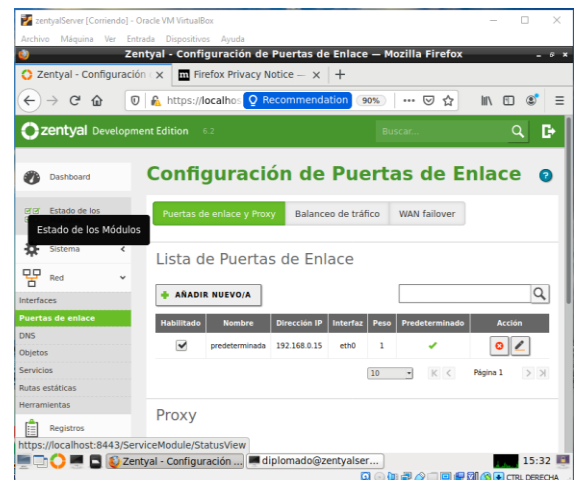 zentyalServer [Corriendo] - Oracle VM VirtualBox
Archivo Máquina Ver Entrada Dispositivos Ayuda
Zentyal - Configuración de Puertas de Enlace — Mozilla Firefox
Zentyal - Configuración
Firefox Privacy Notice —
https://localhos
Recommendation
90%
zentyal Development Edition 6.2
Buscar...
Dashboard
Configuración de Puertas de Enlace
Estado de los
Estado de los Módulos
Puertas de enlace y Proxy
Balanceo de tráfico
WAN failover
Sistema
Lista de Puertas de Enlace
Red
AÑADIR NUEVO/A
Interfaces
Puertas de enlace
DNS
Objetos
Servicios
Rutas estáticas
Herramientas
Registros
Habilitado Nombre Dirección IP Interfaz Peso Predeterminado Acción
predeterminada 192.168.0.15 eth0 1
10
Página 1
Proxy
https://localhost:8443/ServiceModule/StatusView
Zentyal - Configuración ...
diplomado@zentyalser...
15:32
CTRL DERECHA